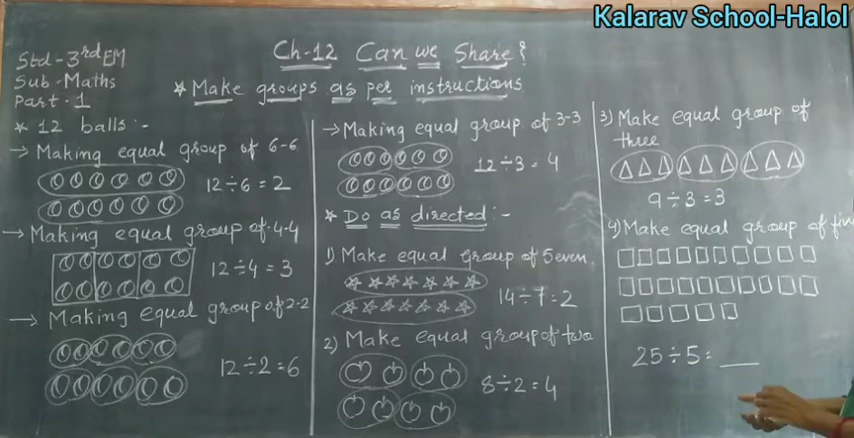 Kalarav School-Halol
Std-3rd EM
Sub-Maths
Part-1
Ch-12 Can we Share?
* Make groups as per instructions
* 12 balls:-
→ Making equal group of 6-6
12÷6=2
→ Making equal group of 4-4
12÷4=3
→ Making equal group of 2-2
12÷2=6
→ Making equal group of 3-3
12÷3=4
* Do as directed:-
1) Make equal group of Seven.
14÷7=2
2) Make equal group of two
8÷2=4
3) Make equal group of
three
9÷3=3
4) Make equal group of five
25÷5=__